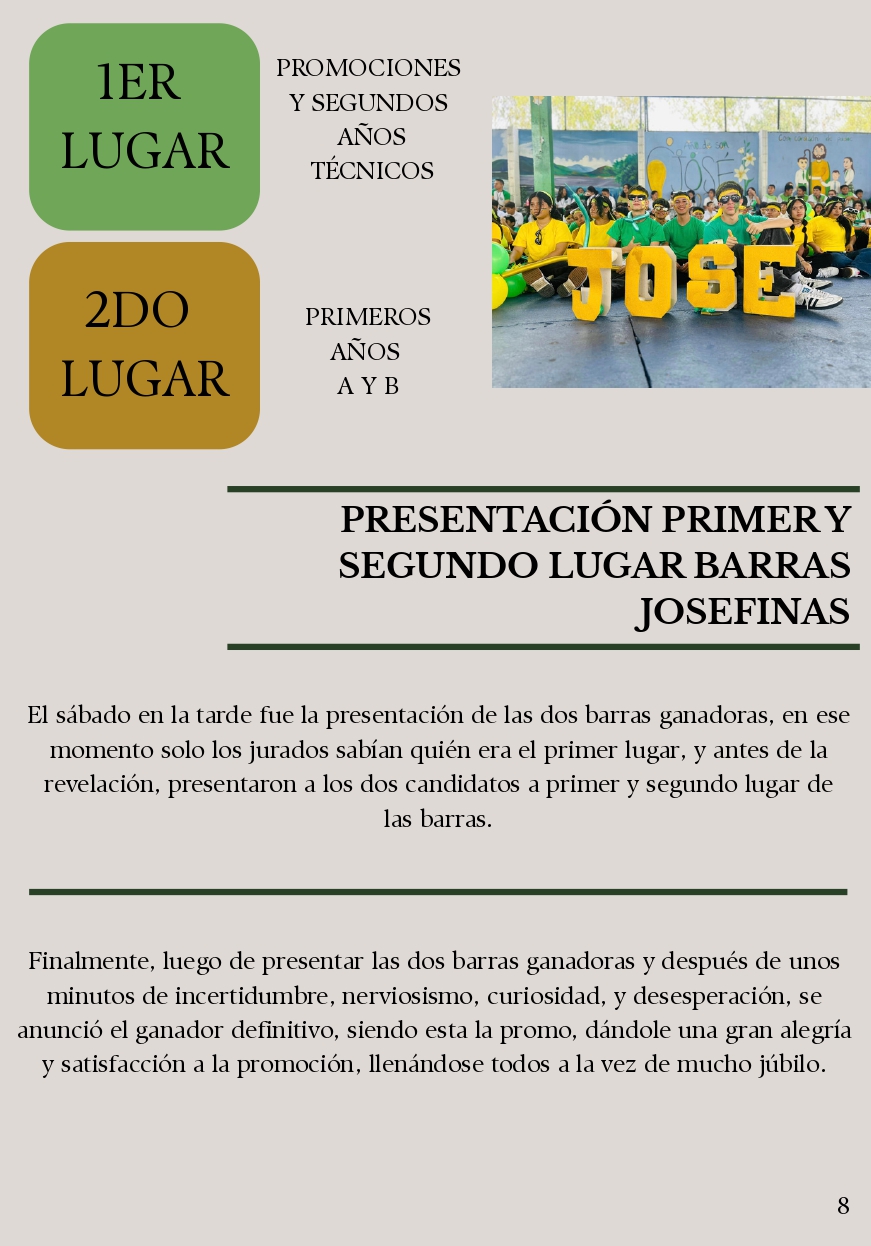 1ER
LUGAR
PROMOCIONES
Y SEGUNDOS
AÑOS
TÉCNICOS
2DO
LUGAR
PRIMEROS
AÑOS
A Y B
JOSÉ
JOSE
PRESENTACIÓN PRIMER Y
SEGUNDO LUGAR BARRAS
JOSEFINAS
El sábado en la tarde fue la presentación de las dos barras ganadoras, en ese
momento solo los jurados sabían quién era el primer lugar, y antes de la
revelación, presentaron a los dos candidatos a primer y segundo lugar de
las barras.
Finalmente, luego de presentar las dos barras ganadoras y después de unos
minutos de incertidumbre, nerviosismo, curiosidad, y desesperación, se
anunció el ganador definitivo, siendo esta la promo, dándole una gran alegría
y satisfacción a la promoción, llenándose todos a la vez de mucho júbilo.
8